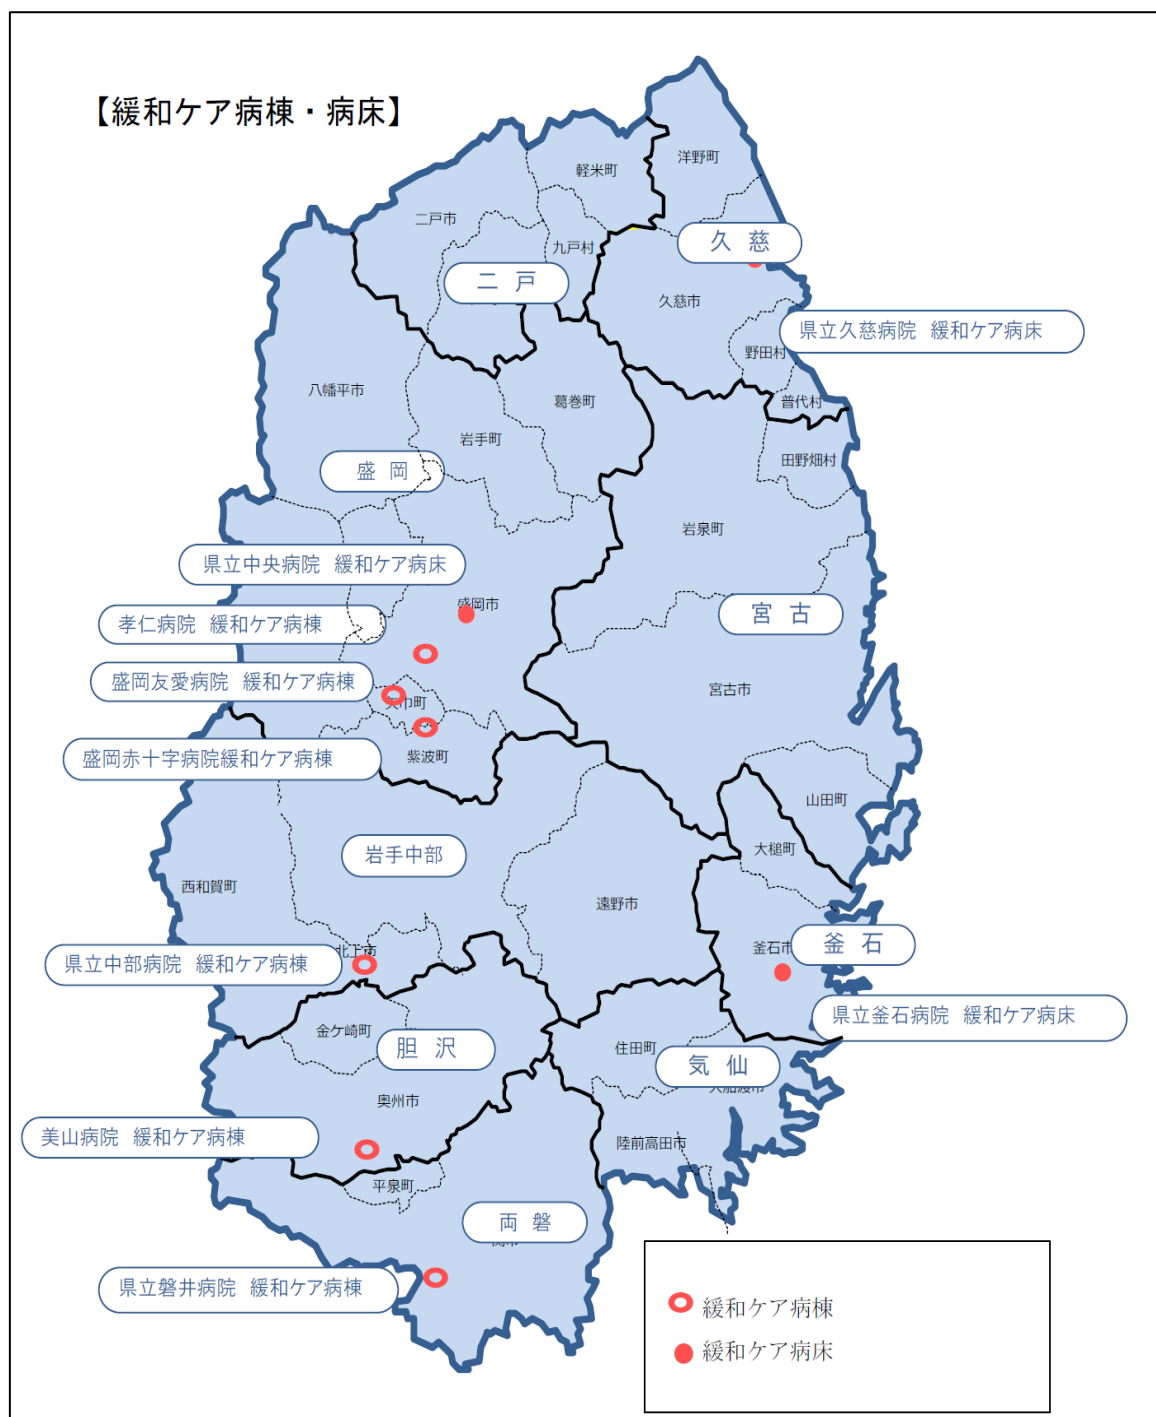 【緩和ケア病棟・病床】
軽米町
洋野町
二戸市
九戸村
久 慈
二 戸
久慈市
県立久慈病院 緩和ケア病床
野田村
八幡平市
葛巻町
普代村
岩手町
田野畑村
盛 岡
岩泉町
県立中央病院 緩和ケア病床
盛岡市
孝仁病院 緩和ケア病棟
宮 古
盛岡友愛病院 緩和ケア病棟
矢巾町
宮古市
盛岡赤十字病院緩和ケア病棟
紫波町
山田町
大槌町
岩手中部
西和賀町
遠野市
北上市
釜石市
釜 石
県立中部病院 緩和ケア病棟
県立釜石病院 緩和ケア病床
金ケ崎町
胆 沢
住田町
気 仙
大船渡市
奥州市
美山病院 緩和ケア病棟
陸前高田市
平泉町
両 磐
県立磐井病院 緩和ケア病棟
緩和ケア病棟
緩和ケア病床